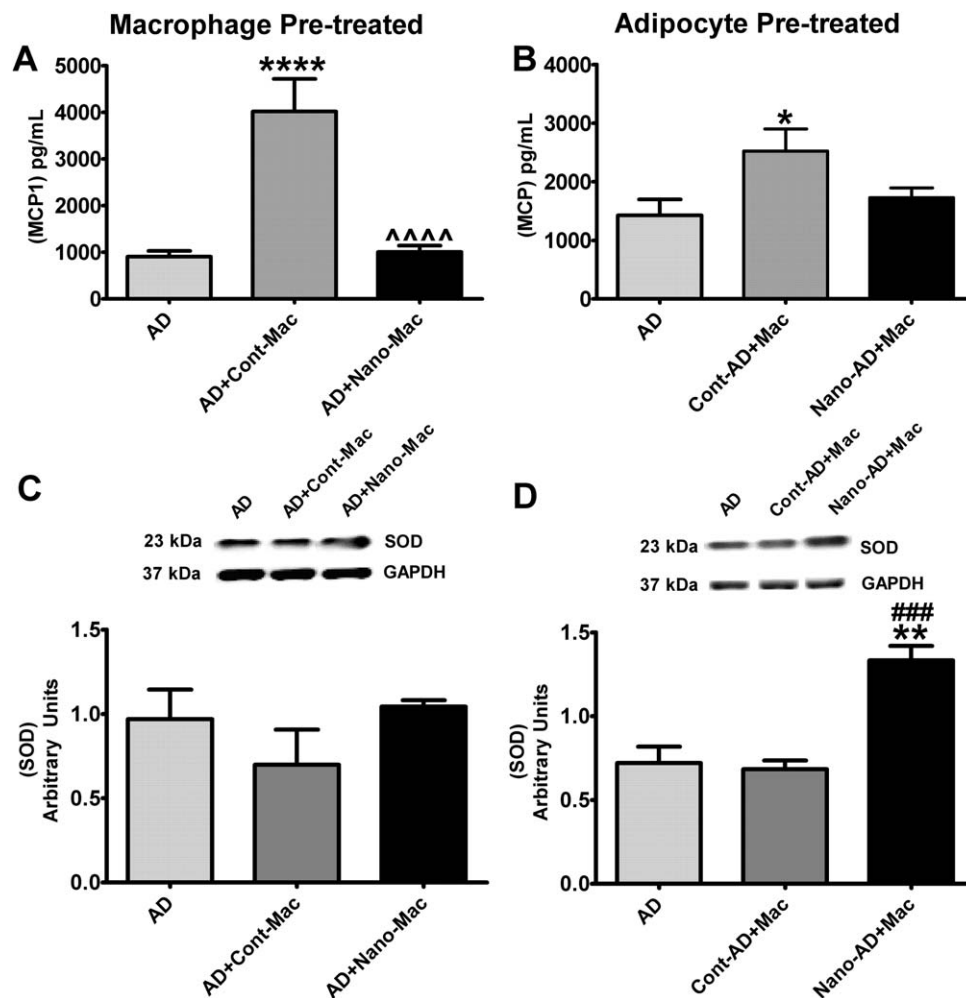 Macrophage Pre-treated
Adipocyte Pre-treated
A
(MCP1) pg/mL
5000
4000
3000
2000
1000
0
****
^^^^
AD
AD+Cont-Mac
AD+Nano-Mac
B
(MCP) pg/mL
4000
3000
2000
1000
0
*
AD
Cont-AD+Mac
Nano-AD+Mac
C
AD
AD+Cont-Mac
AD+Nano-Mac
23 kDa
SOD
37 kDa
GAPDH
(SOD)
Arbitrary Units
1.5
1.0
0.5
0.0
AD
AD+Cont-Mac
AD+Nano-Mac
D
AD
Cont-AD+Mac
Nano-AD+Mac
23 kDa
SOD
37 kDa
GAPDH
(SOD)
Arbitrary Units
1.5
1.0
0.5
0.0
###
**
AD
Cont-AD+Mac
Nano-AD+Mac